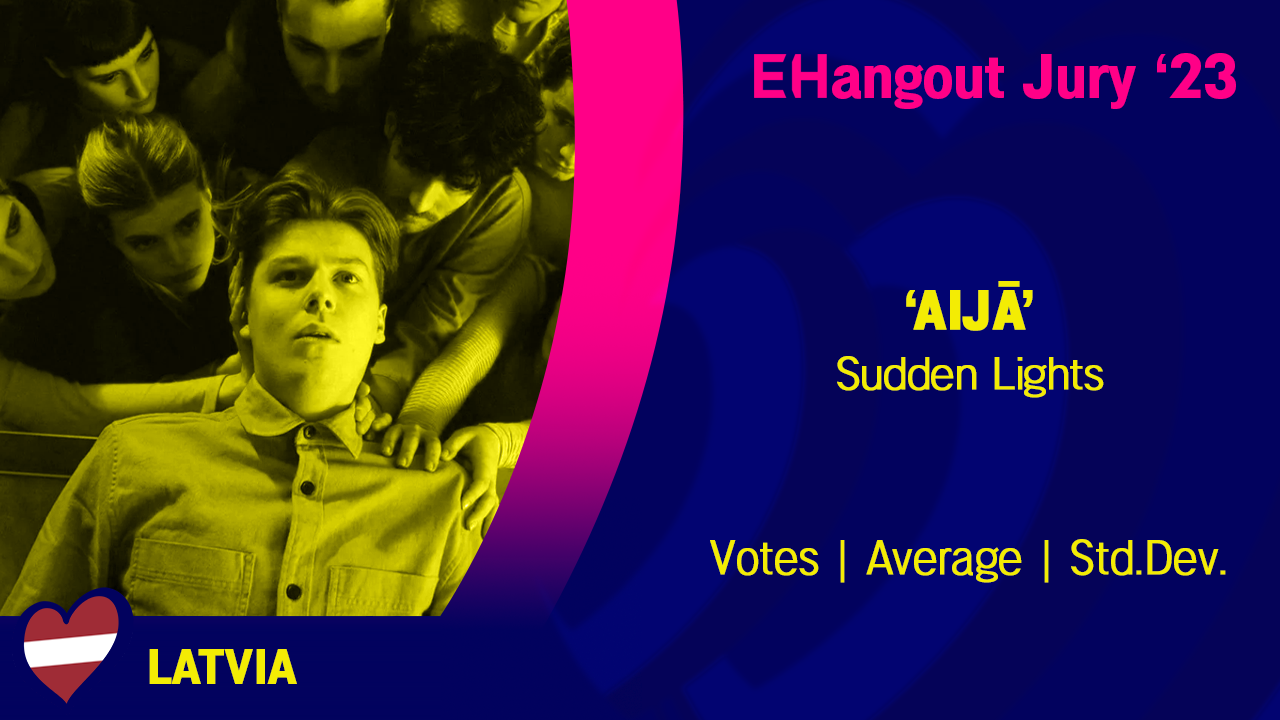 EHangout Jury ‘23
‘AIJĀ’
Sudden Lights
Votes | Average | Std.Dev.
LATVIA